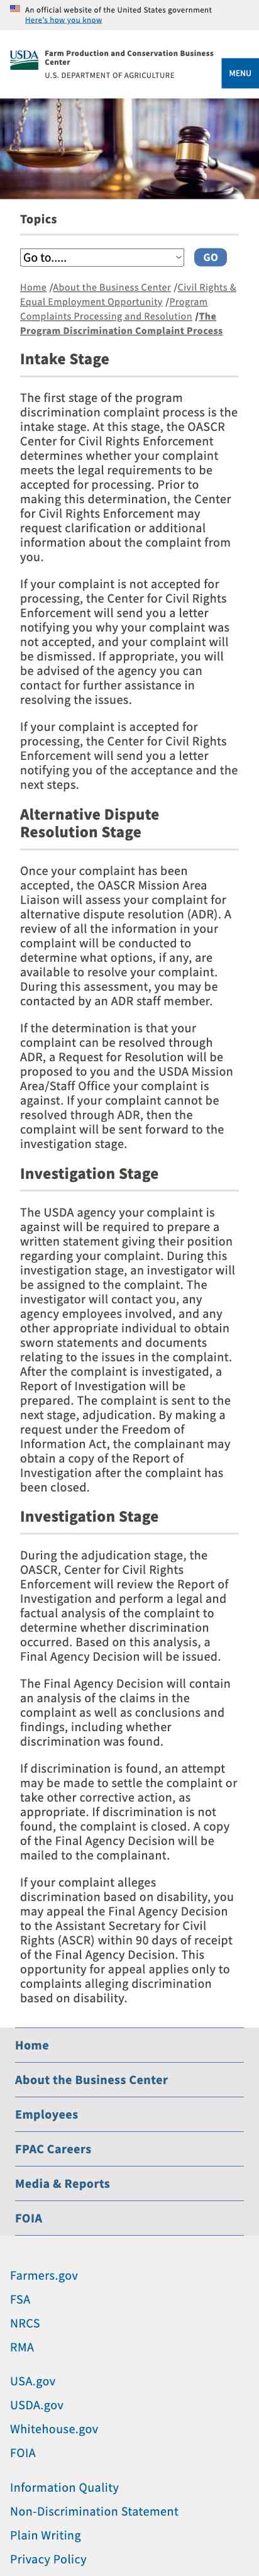 An official website of the United States government
Here's how you know
USDA
Farm Production and Conservation Business
Center
U.S. DEPARTMENT OF AGRICULTURE
MENU
Topics
Go to.....
GO
Home /About the Business Center /Civil Rights &
Equal Employment Opportunity /Program
Complaints Processing and Resolution /The
Program Discrimination Complaint Process
Intake Stage
The first stage of the program
discrimination complaint process is the
intake stage. At this stage, the OASCR
Center for Civil Rights Enforcement
determines whether your complaint
meets the legal requirements to be
accepted for processing. Prior to
making this determination, the Center
for Civil Rights Enforcement may
request clarification or additional
information about the complaint from
you.
If your complaint is not accepted for
processing, the Center for Civil Rights
Enforcement will send you a letter
notifying you why your complaint was
not accepted, and your complaint will
be dismissed. If appropriate, you will
be advised of the agency you can
contact for further assistance in
resolving the issues.
If your complaint is accepted for
processing, the Center for Civil Rights
Enforcement will send you a letter
notifying you of the acceptance and the
next steps.
Alternative Dispute
Resolution Stage
Once your complaint has been
accepted, the OASCR Mission Area
Liaison will assess your complaint for
alternative dispute resolution (ADR). A
review of all the information in your
complaint will be conducted to
determine what options, if any, are
available to resolve your complaint.
During this assessment, you may be
contacted by an ADR staff member.
If the determination is that your
complaint can be resolved through
ADR, a Request for Resolution will be
proposed to you and the USDA Mission
Area/Staff Office your complaint is
against. If your complaint cannot be
resolved through ADR, then the
complaint will be sent forward to the
investigation stage.
Investigation Stage
The USDA agency your complaint is
against will be required to prepare a
written statement giving their position
regarding your complaint. During this
investigation stage, an investigator will
be assigned to the complaint. The
investigator will contact you, any
agency employees involved, and any
other appropriate individual to obtain
sworn statements and documents
relating to the issues in the complaint.
After the complaint is investigated, a
Report of Investigation will be
prepared. The complaint is sent to the
next stage, adjudication. By making a
request under the Freedom of
Information Act, the complainant may
obtain a copy of the Report of
Investigation after the complaint has
been closed.
Investigation Stage
During the adjudication stage, the
OASCR, Center for Civil Rights
Enforcement will review the Report of
Investigation and perform a legal and
factual analysis of the complaint to
determine whether discrimination
occurred. Based on this analysis, a
Final Agency Decision will be issued.
The Final Agency Decision will contain
an analysis of the claims in the
complaint as well as conclusions and
findings, including whether
discrimination was found.
If discrimination is found, an attempt
may be made to settle the complaint or
take other corrective action, as
appropriate. If discrimination is not
found, the complaint is closed. A copy
of the Final Agency Decision will be
mailed to the complainant.
If your complaint alleges
discrimination based on disability, you
may appeal the Final Agency Decision
to the Assistant Secretary for Civil
Rights (ASCR) within 90 days of receipt
of the Final Agency Decision. This
opportunity for appeal applies only to
complaints alleging discrimination
based on disability.
Home
About the Business Center
Employees
FPAC Careers
Media & Reports
FOIA
Farmers.gov
FSA
NRCS
RMA
USA.gov
USDA.gov
Whitehouse.gov
FOIA
Information Quality
Non-Discrimination Statement
Plain Writing
Privacy Policy